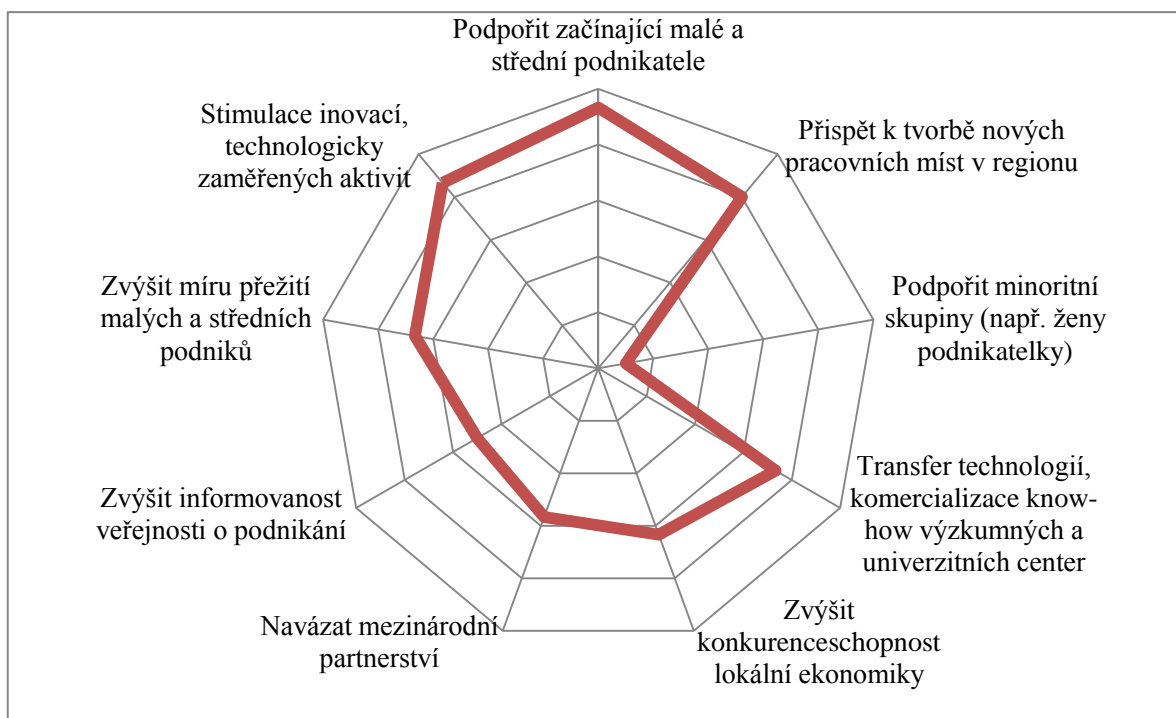 Podpořit začínající malé a
střední podnikatele
Přispět k tvorbě nových
pracovních míst v regionu
Podpořit minoritní
skupiny (např. ženy
podnikatelky)
Transfer technologií,
komercializace know-
how výzkumných a
univerzitních center
Zvýšit
konkurenceschopnost
lokální ekonomiky
Navázat mezinárodní
partnerství
Zvýšit informovanost
veřejnosti o podnikání
Zvýšit míru přežití
malých a středních
podniků
Stimulace inovací,
technologicky
zaměřených aktivit